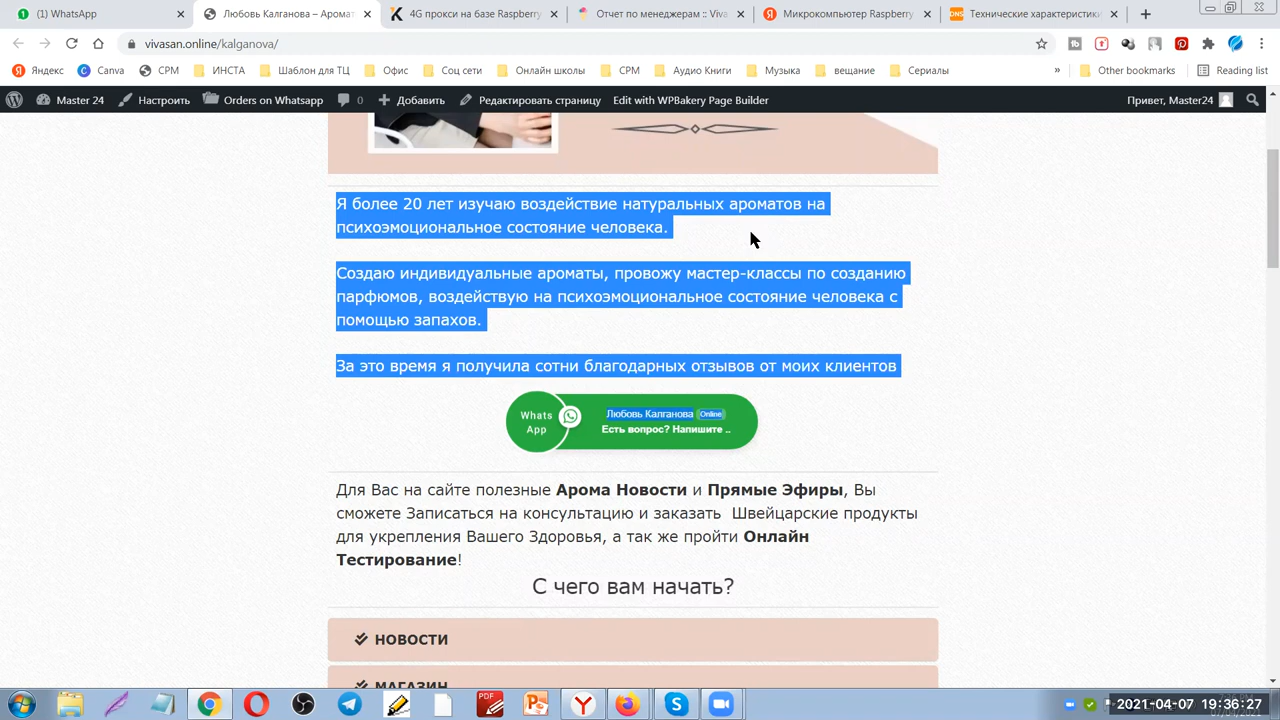 (1) WhatsApp
Любовь Калганова – Аромат
4G прокси на базе Raspberry
Отчет по менеджерам :: Viva
Микрокомпьютер Raspberry
Технические характеристики
vivasan.online/kalganova/
Яндекс
Canva
СРМ
ИНСТА
Шаблон для ТЦ
Офис
Соц сети
Онлайн школы
СРМ
Аудио Книги
Музыка
вещание
Сериалы
»
Other bookmarks
Reading list
Master 24
Настроить
Orders on Whatsapp
0
Добавить
Редактировать страницу
Edit with WPBakery Page Builder
Привет, Master24
Я более 20 лет изучаю воздействие натуральных ароматов на
психоэмоциональное состояние человека.
Создаю индивидуальные ароматы, провожу мастер-классы по созданию
парфюмов, воздействую на психоэмоциональное состояние человека с
помощью запахов.
За это время я получила сотни благодарных отзывов от моих клиентов
Whats
App
Любовь Калганова Online
Есть вопрос? Напишите ..
Для Вас на сайте полезные Арома Новости и Прямые Эфиры, Вы
сможете Записаться на консультацию и заказать Швейцарские продукты
для укрепления Вашего Здоровья, а так же пройти Онлайн
Тестирование!
С чего вам начать?
НОВОСТИ
МАГАЗИН
2021-04-07 19:36:27